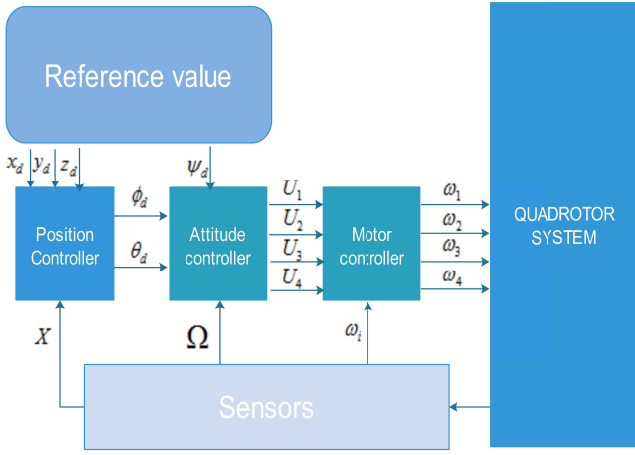 Reference value
x_d y_d z_d ψ_d
Position
Controller
ϕ_d
θ_d
Attitude
controller
U_1
U_2
U_3
U_4
Motor
controller
ω_1
ω_2
ω_3
ω_4
QUADROTOR
SYSTEM
X
Ω
ω_i
Sensors